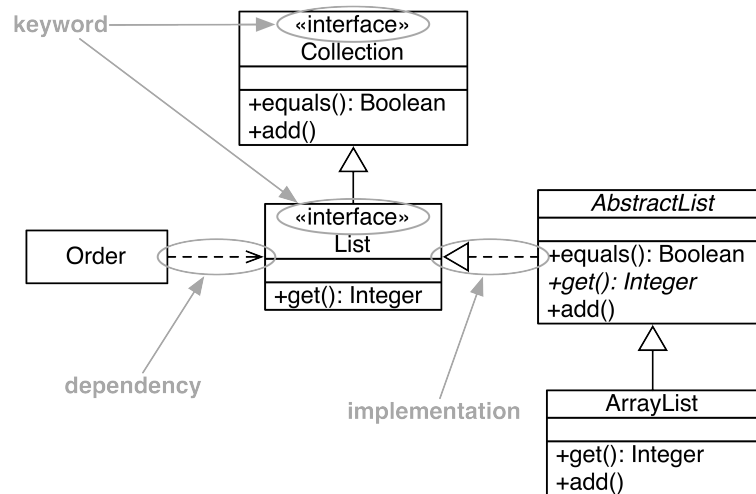 keyword
«interface»
Collection
+equals(): Boolean
+add()
«interface»
List
+get(): Integer
Order
AbstractList
+equals(): Boolean
+get(): Integer
+add()
dependency
implementation
ArrayList
+get(): Integer
+add()